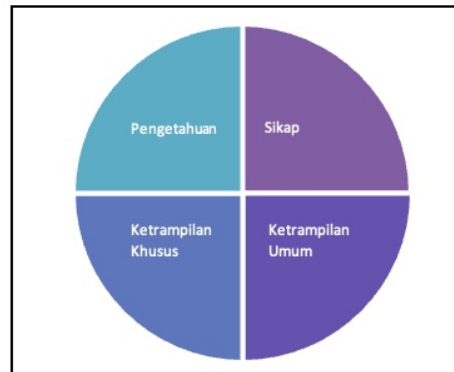 Pengetahuan
Sikap
Ketrampilan
Khusus
Ketrampilan
Umum